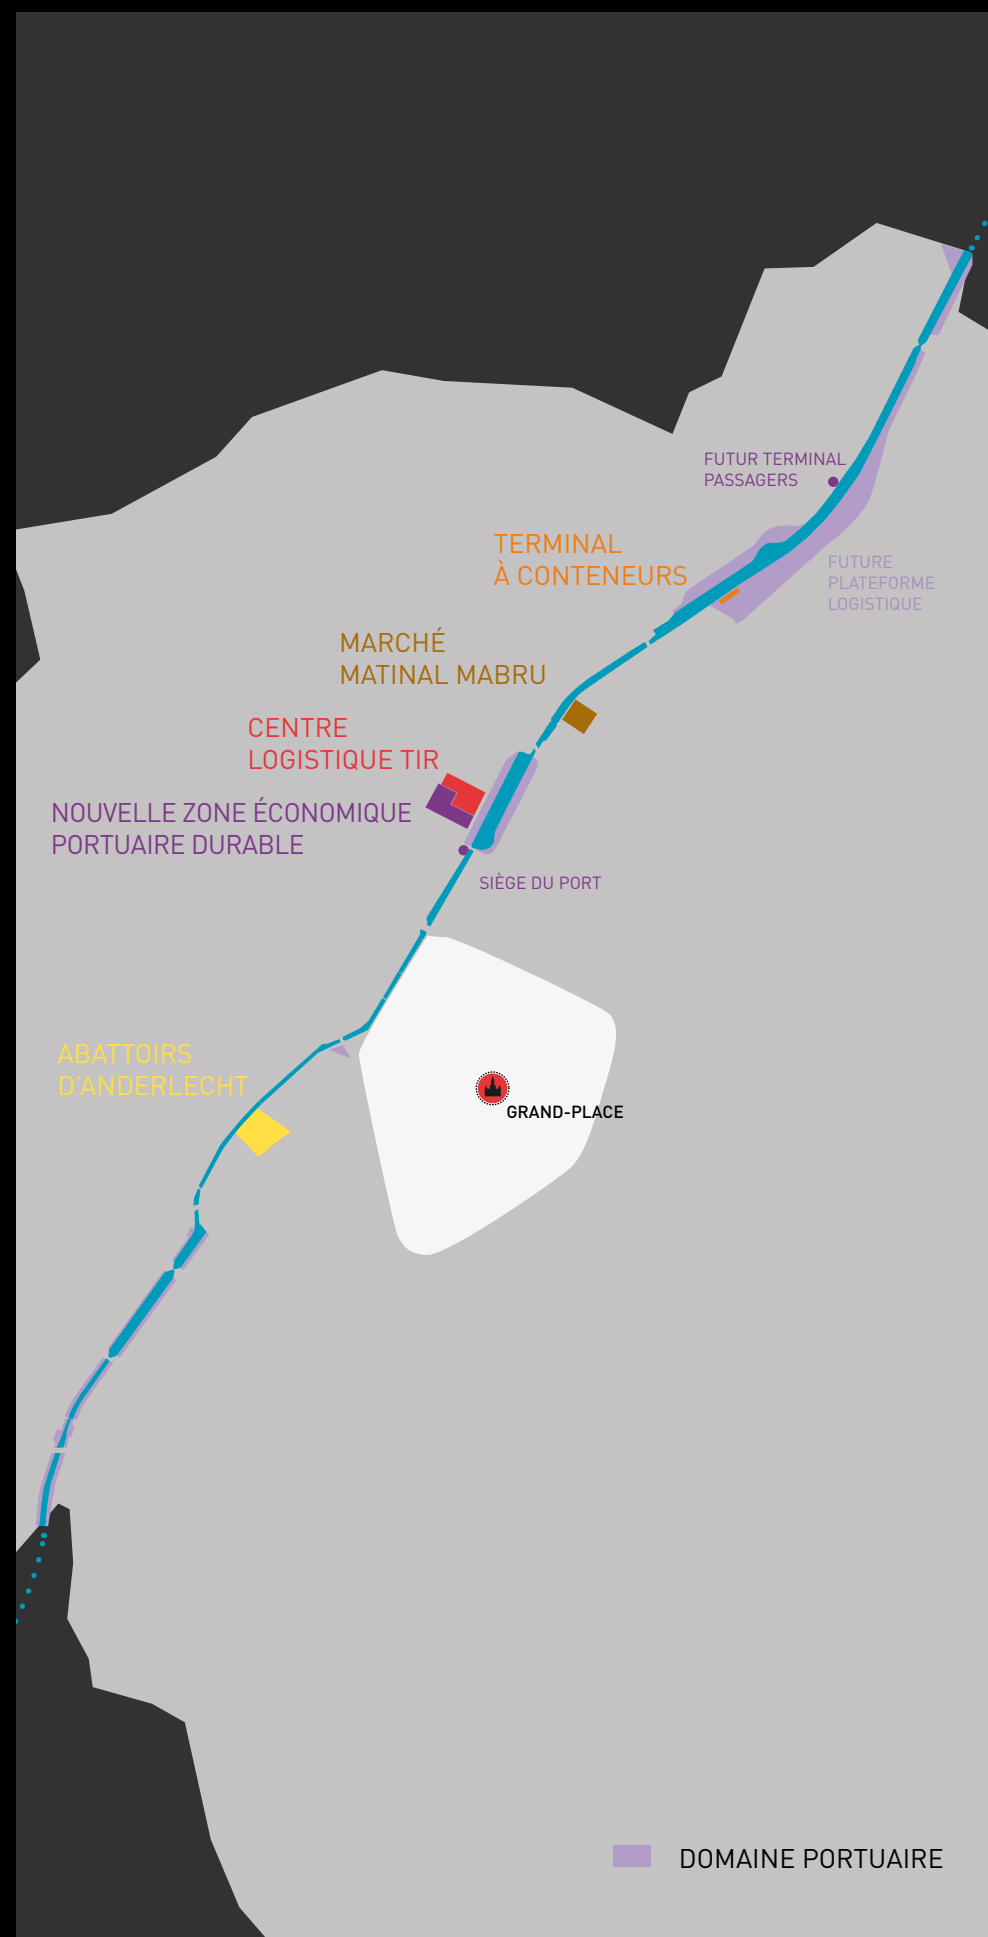 FUTUR TERMINAL
PASSAGERS
TERMINAL
À CONTENEURS
FUTURE
PLATEFORME
LOGISTIQUE
MARCHÉ
MATINAL MABRU
CENTRE
LOGISTIQUE TIR
NOUVELLE ZONE ÉCONOMIQUE
PORTUAIRE DURABLE
SIÈGE DU PORT
ABATTOIRS
D'ANDERLECHT
GRAND-PLACE
DOMAINE PORTUAIRE